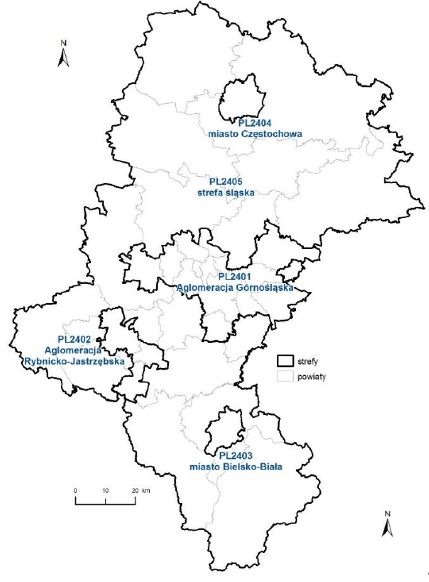 N
PL2404
miasto Częstochowa
PL2405
strefa śląska
PL2401
Aglomeracja Górnośląska
PL2402
Aglomeracja
Rybnicko-Jastrzębska
strefy
powiaty
PL2403
miasto Bielsko-Biała
0 10 20 km
N